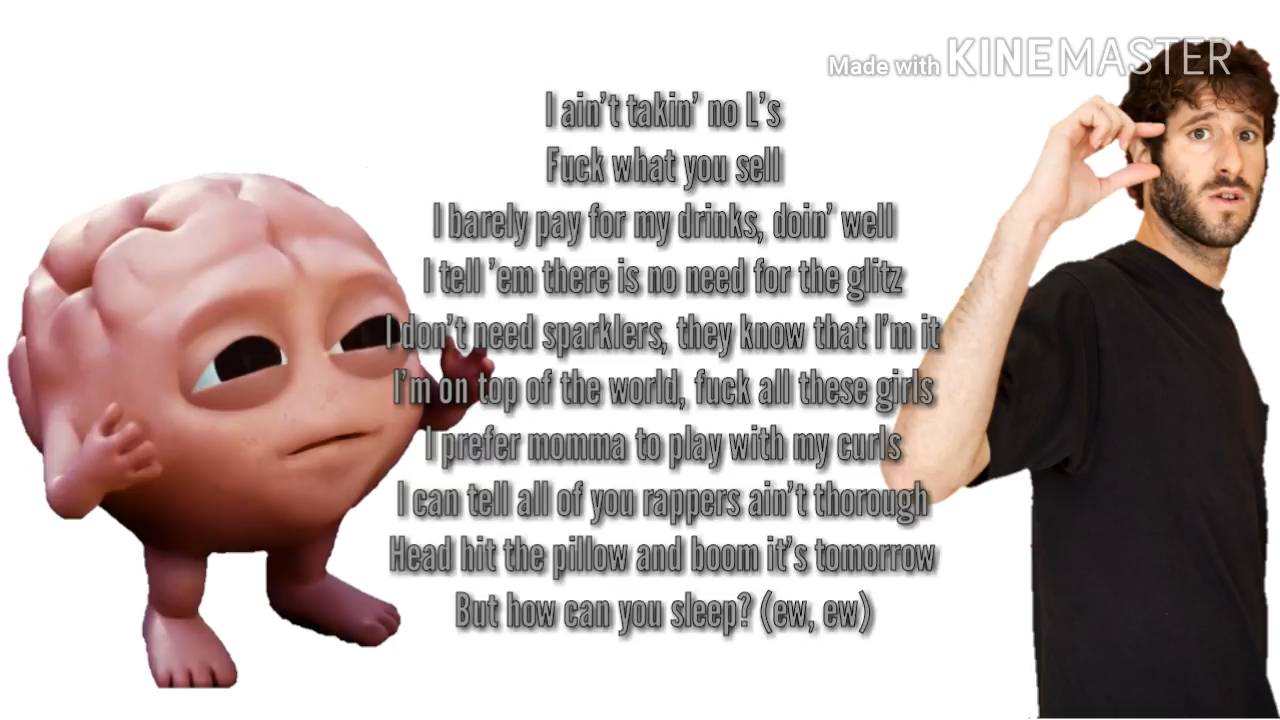 Made with KINEMASTER
I ain't takin' no L's
Fuck what you sell
I barely pay for my drinks, doin' well
I tell 'em there is no need for the glitz
I don't need sparklers, they know that I'm it
I'm on top of the world, fuck all these girls
I prefer momma to play with my curls
I can tell all of you rappers ain't thorough
Head hit the pillow and boom it's tomorrow
But how can you sleep? (ew, ew)